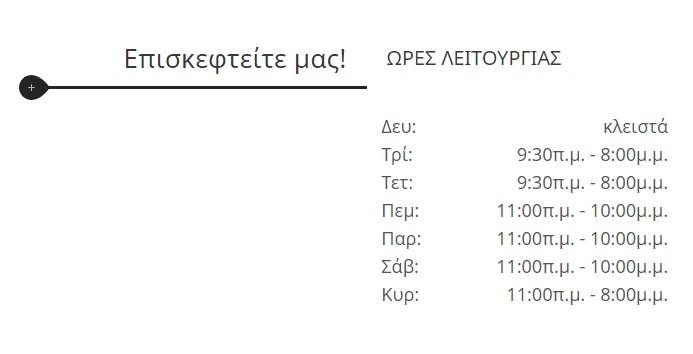 Επισκεφτείτε μας!
ΩΡΕΣ ΛΕΙΤΟΥΡΓΙΑΣ
Δευ: κλειστά
Τρί: 9:30π.μ. - 8:00μ.μ.
Τετ: 9:30π.μ. - 8:00μ.μ.
Πεμ: 11:00π.μ. - 10:00μ.μ.
Παρ: 11:00π.μ. - 10:00μ.μ.
Σάβ: 11:00π.μ. - 10:00μ.μ.
Κυρ: 11:00π.μ. - 8:00μ.μ.